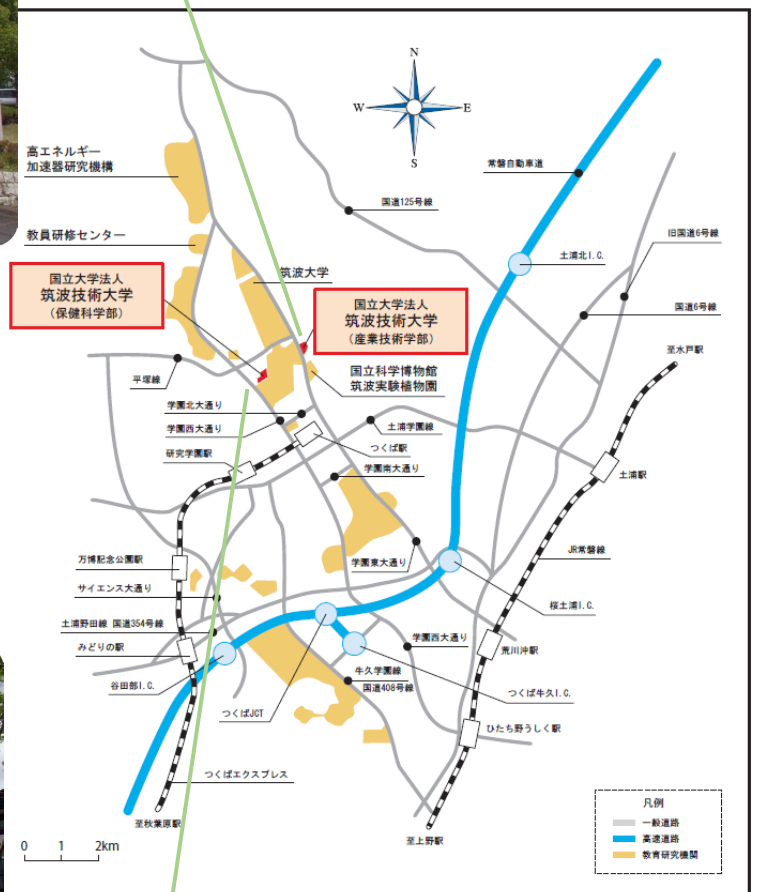 N
W
E
S
高エネルギー
加速器研究機構
常磐自動車道
国道125号線
旧国道6号線
教員研修センター
土浦北I.C.
筑波大学
国立大学法人
筑波技術大学
（保健科学部）
国立大学法人
筑波技術大学
（産業技術学部）
国道6号線
至水戸駅
国立科学博物館
筑波実験植物園
平塚線
学園北大通り
学園西大通り
土浦学園線
研究学園駅
つくば駅
学園南大通り
土浦駅
万博記念公園駅
学園東大通り
JR常磐線
サイエンス大通り
桜土浦I.C.
土浦野田線 国道354号線
みどりの駅
学園西大通り
荒川沖駅
谷田部I.C.
牛久学園線
国道408号線
つくば牛久I.C.
つくばJCT
ひたち野うしく駅
つくばエクスプレス
至秋葉原駅
至上野駅
0 1 2km
凡例
一般道路
高速道路
教育研究機関